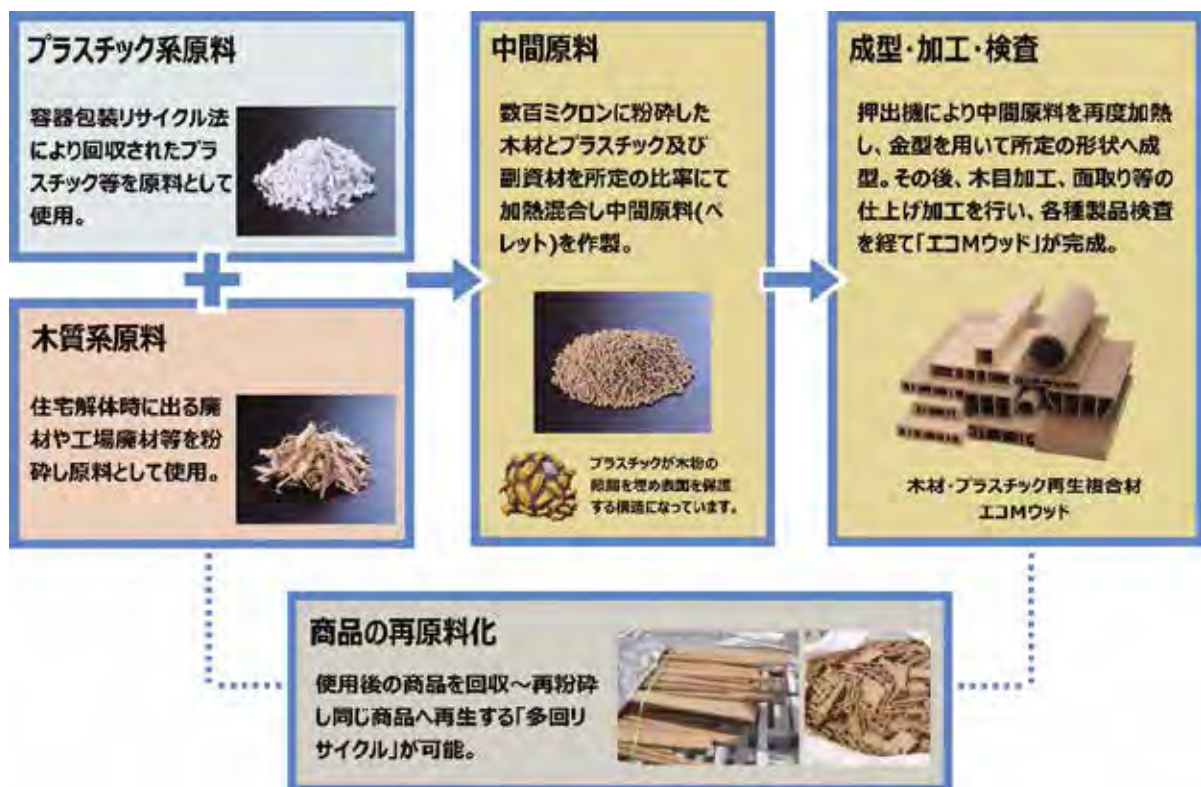 プラスチック系原料
容器包装リサイクル法
により回収されたプラ
スチック等を原料として
使用。
木質系原料
住宅解体時に出る廃
材や工場廃材等を粉
砕し原料として使用。
中間原料
数百ミクロンに粉砕した
木材とプラスチック及び
副資材を所定の比率にて
加熱混合し中間原料(ペ
レット)を作製。
プラスチックが木粉の
隙間を埋め表面を保護
する構造になっています。
成型・加工・検査
押出機により中間原料を再度加熱
し、金型を用いて所定の形状へ成
型。その後、木目加工、面取り等の
仕上げ加工を行い、各種製品検査
を経て「エコMウッド」が完成。
木材・プラスチック再生複合材
エコMウッド
商品の再原料化
使用後の商品を回収～再粉砕
し同じ商品へ再生する「多回リ
サイクル」が可能。